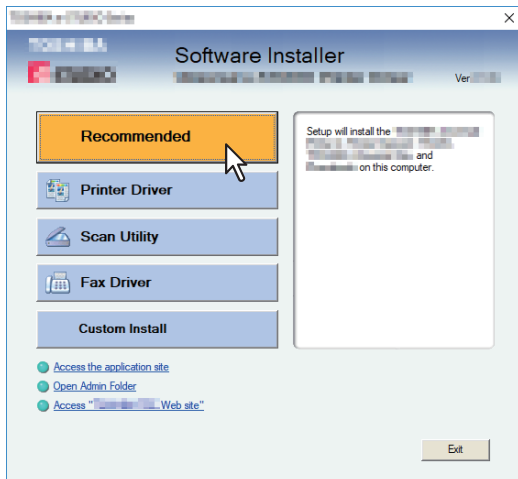 Software Installer
Ver
Recommended
Setup will install the
and
on this computer.
Printer Driver
Scan Utility
Fax Driver
Custom Install
Access the application site
Open Admin Folder
Access " Web site"
Exit